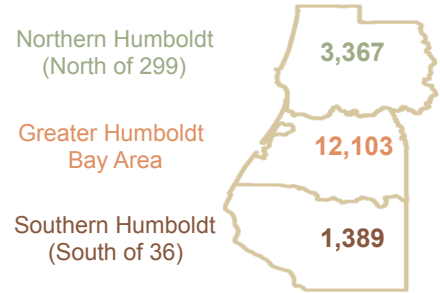 Northern Humboldt
(North of 299)
3,367
Greater Humboldt
Bay Area
12,103
Southern Humboldt
(South of 36)
1,389